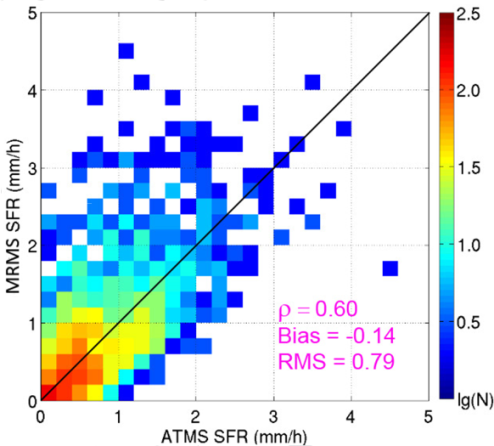 5
4
3
2
1
0
MRMS SFR (mm/h)
0 1 2 3 4 5
ATMS SFR (mm/h)
ρ = 0.60
Bias = -0.14
RMS = 0.79
2.5
2.0
1.5
1.0
0.5
lg(N)